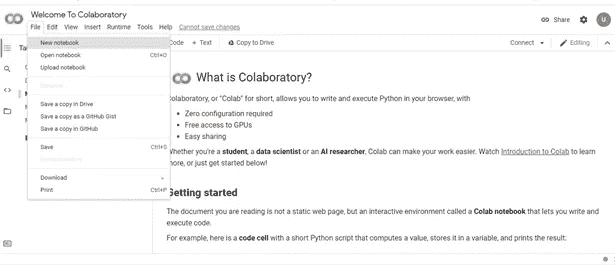 Welcome To Colaboratory
File Edit View Insert Runtime Tools Help Cannot save changes
Share
U
Code + Text Copy to Drive
Connect Editing
New notebook
Open notebook Ctrl+O
Upload notebook
Rename
Save a copy in Drive
Save a copy as a GitHub Gist
Save a copy in GitHub
Save Ctrl+S
Download
Print Ctrl+P
What is Colaboratory?
Colaboratory, or "Colab" for short, allows you to write and execute Python in your browser, with
Zero configuration required
Free access to GPUs
Easy sharing
Whether you're a student, a data scientist or an AI researcher, Colab can make your work easier. Watch Introduction to Colab to learn
more, or just get started below!
Getting started
The document you are reading is not a static web page, but an interactive environment called a Colab notebook that lets you write and
execute code.
For example, here is a code cell with a short Python script that computes a value, stores it in a variable, and prints the result: